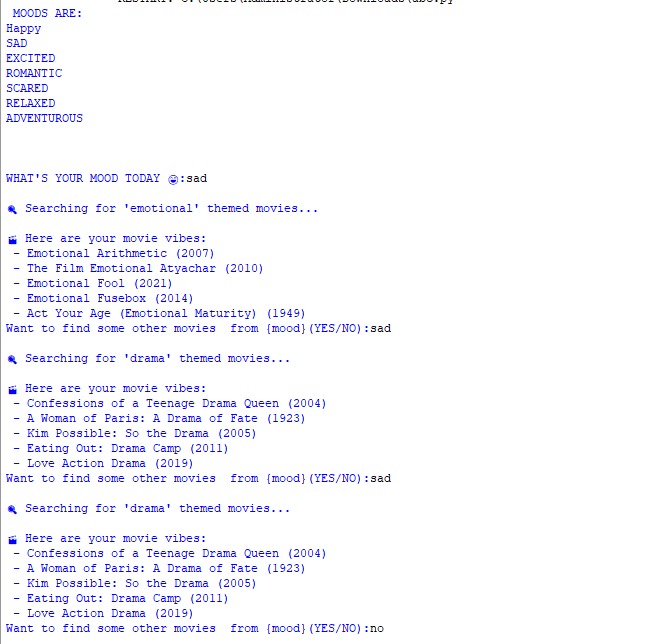 MOODS ARE:
Happy
SAD
EXCITED
ROMANTIC
SCARED
RELAXED
ADVENTUROUS
WHAT'S YOUR MOOD TODAY 😀:sad
🔍 Searching for 'emotional' themed movies...
🎬 Here are your movie vibes:
- Emotional Arithmetic (2007)
- The Film Emotional Atyachar (2010)
- Emotional Fool (2021)
- Emotional Fusebox (2014)
- Act Your Age (Emotional Maturity) (1949)
Want to find some other movies  from {mood}(YES/NO):sad
🔍 Searching for 'drama' themed movies...
🎬 Here are your movie vibes:
- Confessions of a Teenage Drama Queen (2004)
- A Woman of Paris: A Drama of Fate (1923)
- Kim Possible: So the Drama (2005)
- Eating Out: Drama Camp (2011)
- Love Action Drama (2019)
Want to find some other movies  from {mood}(YES/NO):sad
🔍 Searching for 'drama' themed movies...
🎬 Here are your movie vibes:
- Confessions of a Teenage Drama Queen (2004)
- A Woman of Paris: A Drama of Fate (1923)
- Kim Possible: So the Drama (2005)
- Eating Out: Drama Camp (2011)
- Love Action Drama (2019)
Want to find some other movies  from {mood}(YES/NO):no